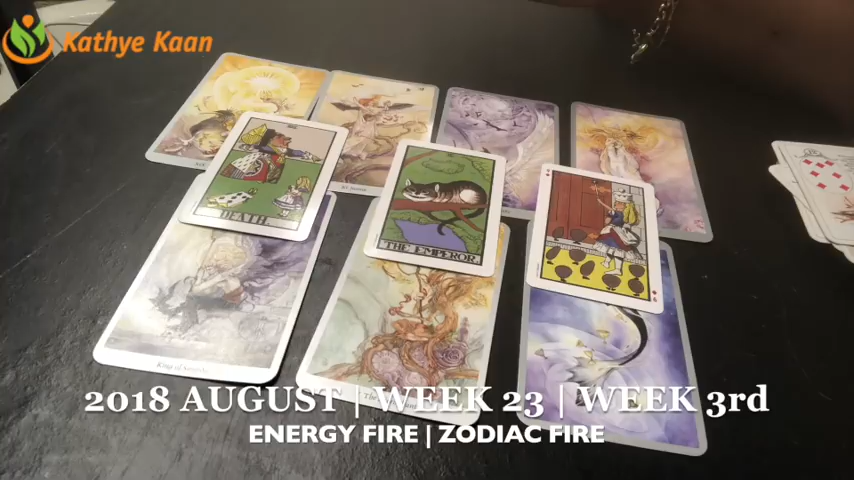 Kathye Kaan
DEATH.
THE EMPEROR.
King of Swords
2018 AUGUST | WEEK 23 | WEEK 3rd
ENERGY FIRE | ZODIAC FIRE